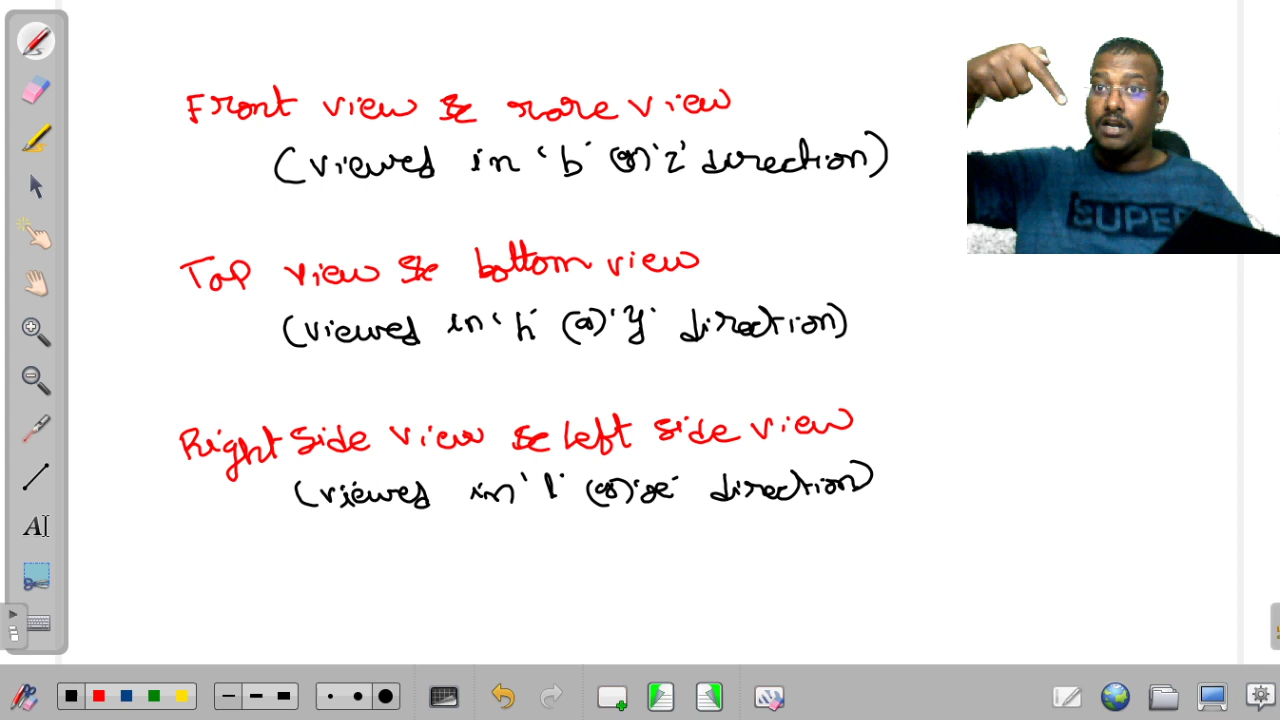 Front view & rare view
(viewed in 'b' (or) 'z' direction)
SUPER
Top view & bottom view
(viewed in 'h' (or) 'y' direction)
Right side view & left side view
(viewed in 'l' (or) 'x' direction)